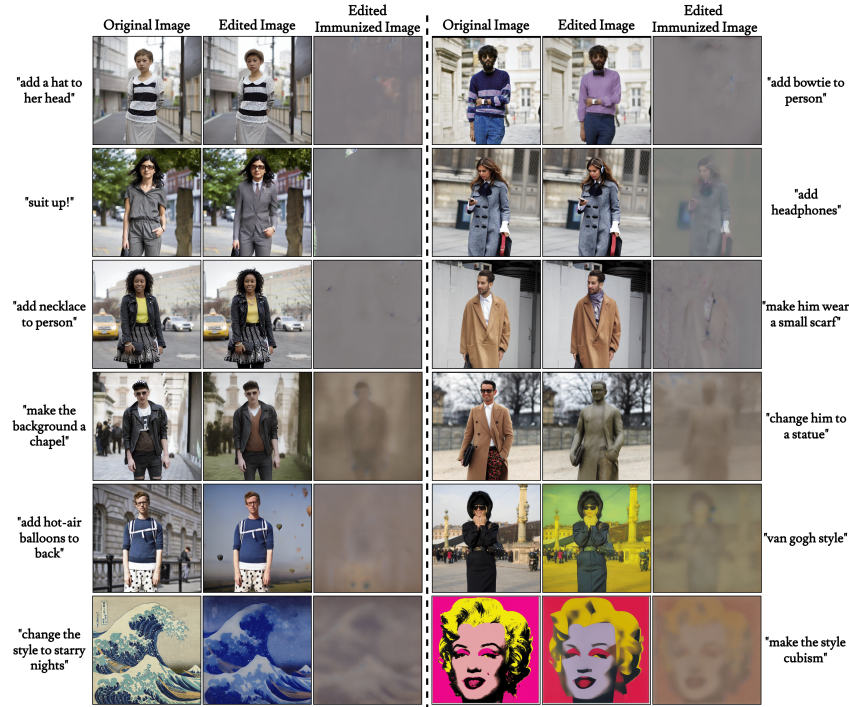 Original Image
Edited Image
Edited
Immunized Image
Original Image
Edited Image
Edited
Immunized Image
"add a hat to
her head"
"add bowtie to
person"
"suit up!"
"add
headphones"
"add necklace
to person"
"make him wear
a small scarf"
"make the
background a
chapel"
"change him to
a statue"
"add hot-air
balloons to
back"
"van gogh style"
"change the
style to starry
nights"
"make the style
cubism"